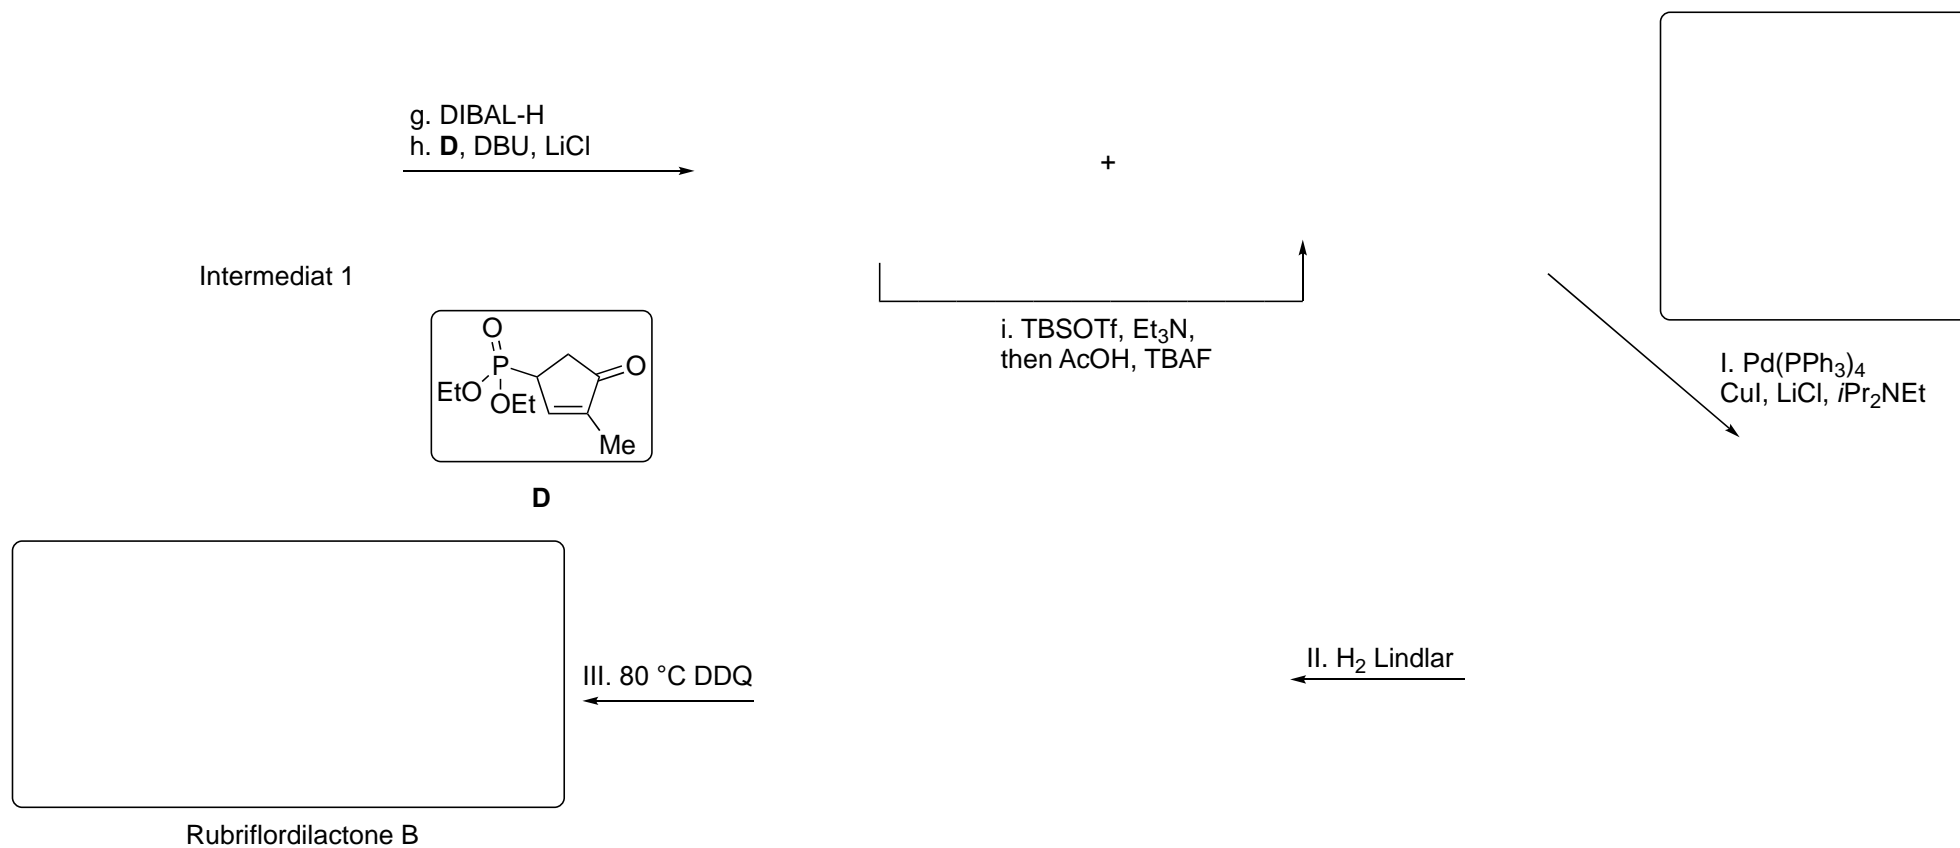 g. DIBAL-H
h. D, DBU, LiCl
+
Intermediat 1
O
P
O
EtO
OEt
Me
D
i. TBSOTf, Et3N,
then AcOH, TBAF
I. Pd(PPh3)4
CuI, LiCl, iPr2NEt
II. H2 Lindlar
III. 80 °C DDQ
Rubriflordilactone B